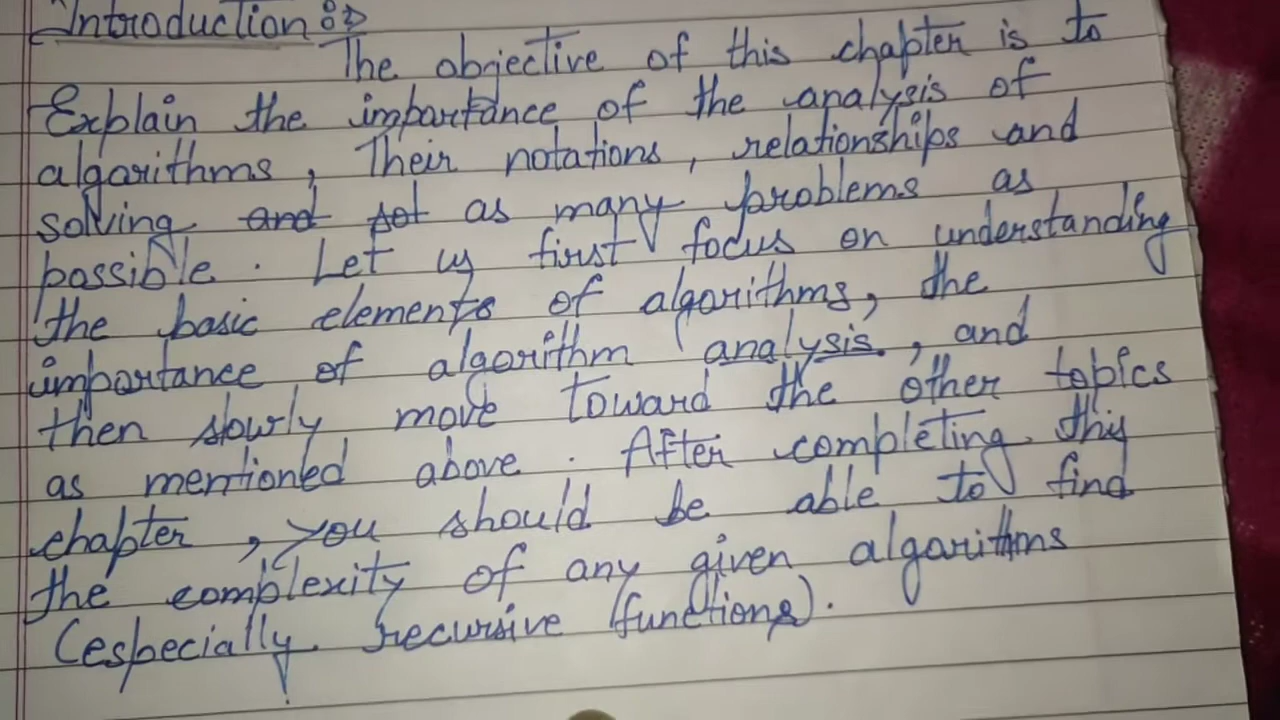 Introduction :->
The objective of this chapter is to
Explain the importance of the analysis of
algorithms, Their notations, relationships and
solving and sot as many problems as
possible. Let us first focus on understanding
the basic elements of algorithms, the
importance of algorithm analysis, and
then slowly move toward the other topics
as mentioned above. After completing this
chapter, you should be able to find
the complexity of any given algorithms
(especially recursive functions).